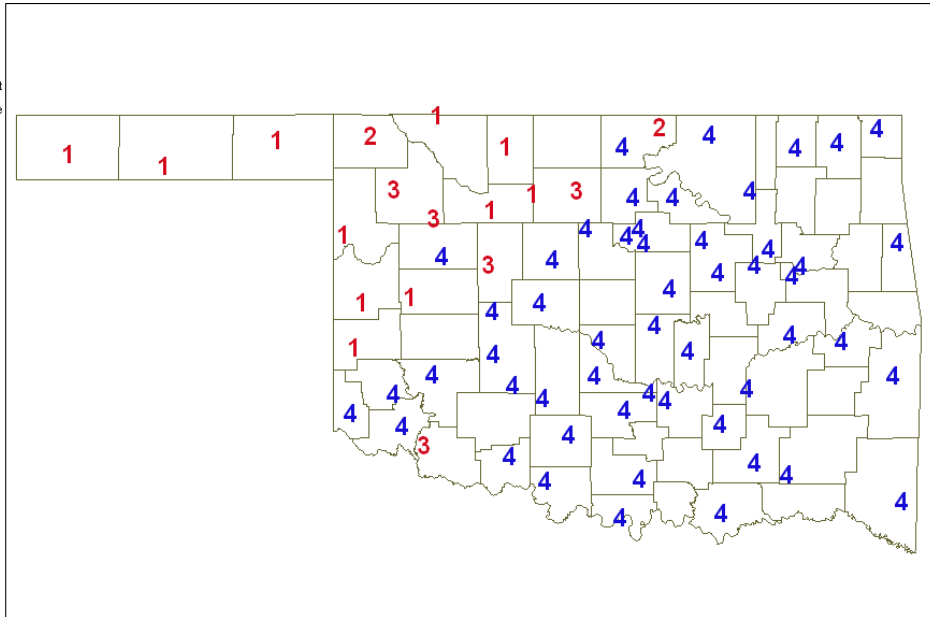 t
e
1
1 2 4 2 4 4 4 4
1 1 1
3 1 3 4 4 4
1 3 1
4 4 4 4 4 4 4 4
4 3 4 4 4 4 4 4
1 1 4 4 4
4 4 4 4
1 4 4 4
4 4 4 4
4 4 4 4 4 4
4 4 4 4
3 4
4 4
4 4 4
4
4 4